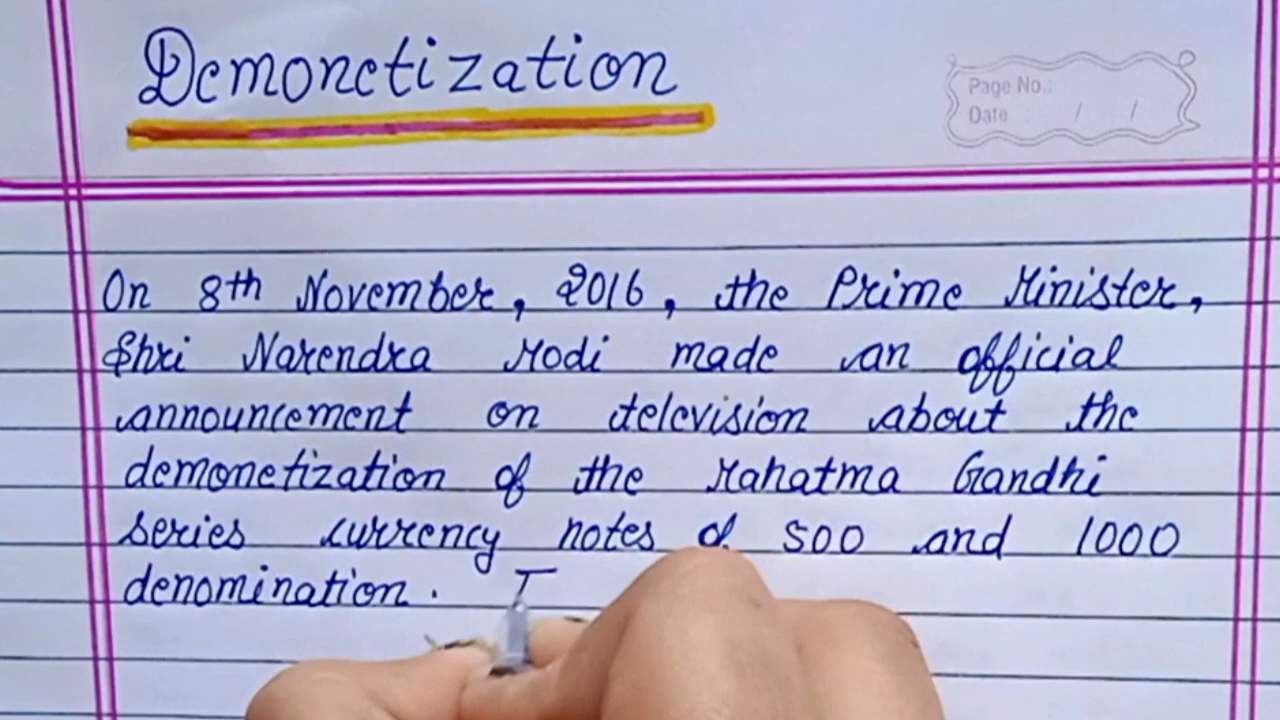 Demonetization
Page No.:
Date / /
On 8th November, 2016, the Prime Minister,
Shri Narendra Modi made an official
announcement on television about the
demonetization of the Mahatma Gandhi
series currency notes of 500 and 1000
denomination. T